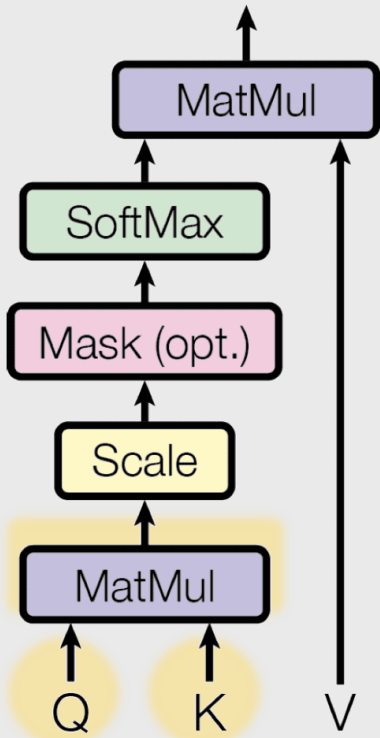 MatMul
SoftMax
Mask (opt.)
Scale
MatMul
Q K V